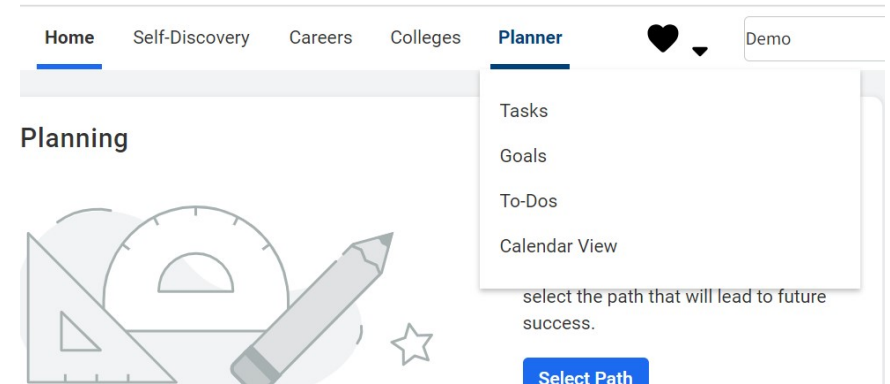 Home Self-Discovery Careers Colleges Planner Demo
Planning
Tasks
Goals
To-Dos
Calendar View
select the path that will lead to future
success.
Select Path